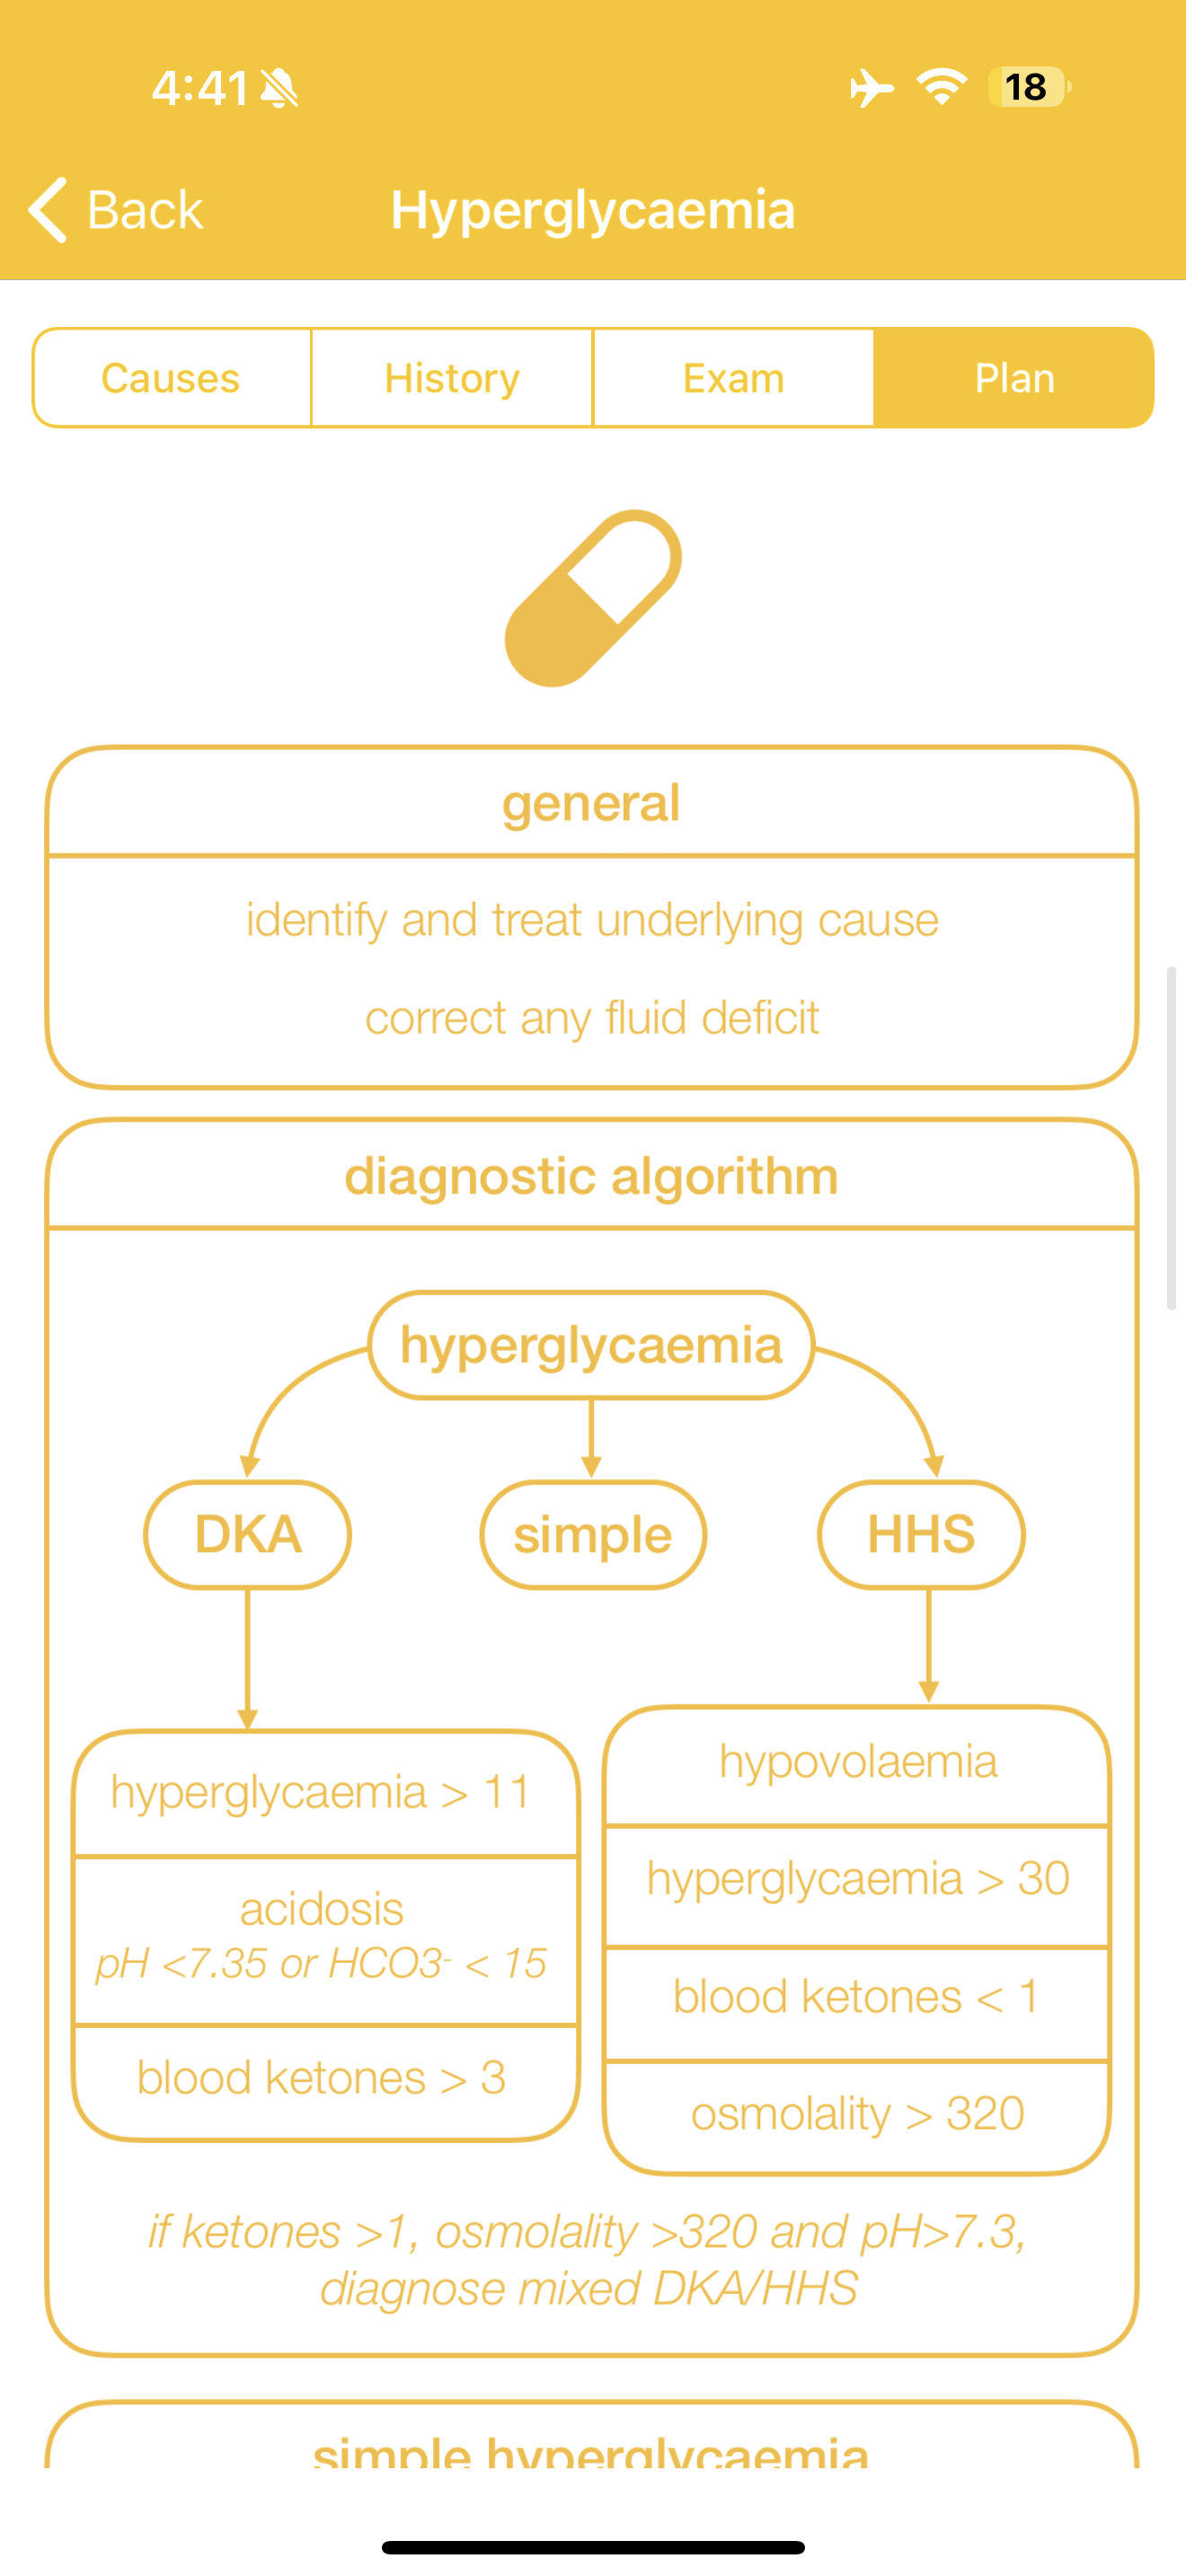 4:41
18
Back
Hyperglycaemia
Causes
History
Exam
Plan
general
identify and treat underlying cause
correct any fluid deficit
diagnostic algorithm
hyperglycaemia
DKA
simple
HHS
hyperglycaemia > 11
acidosis
pH <7.35 or HCO3- < 15
blood ketones > 3
hypovolaemia
hyperglycaemia > 30
blood ketones < 1
osmolality > 320
if ketones >1, osmolality >320 and pH>7.3,
diagnose mixed DKA/HHS
simple hyperglycaemia